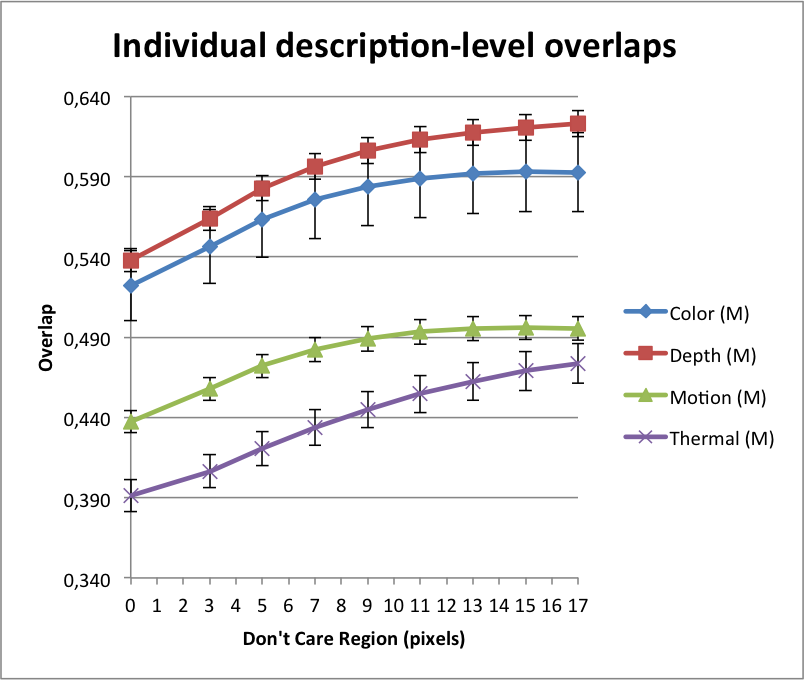 Individual description-level overlaps
0,640
0,590
0,540
0,490
0,440
0,390
0,340
Overlap
0 1 2 3 4 5 6 7 8 9 10 11 12 13 14 15 16 17
Don't Care Region (pixels)
Color (M)
Depth (M)
Motion (M)
Thermal (M)